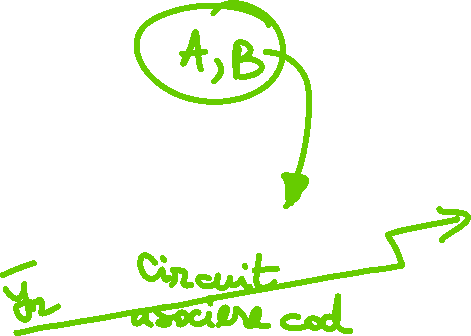 A, B
Circuit
asociere cod